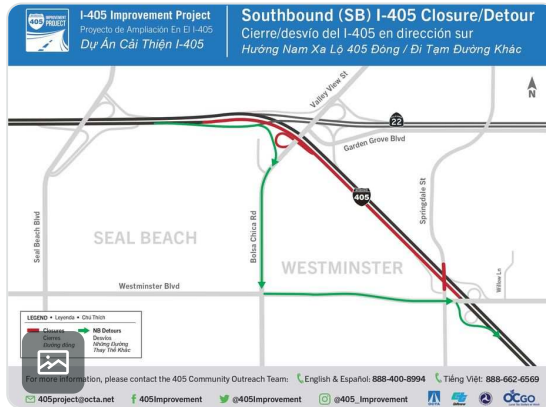 405
IMPROVEMENT
PROJECT
I-405 Improvement Project
Proyecto de Ampliación En El I-405
Dự Án Cải Thiện I-405
Southbound (SB) I-405 Closure/Detour
Cierre/desvío del I-405 en dirección sur
Hướng Nam Xa Lộ 405 Đóng / Đi Tạm Đường Khác
N
Valley View St
22
Garden Grove Blvd
405
Springdale St
Seal Beach Blvd
Bolsa Chica Rd
SEAL BEACH
WESTMINSTER
Willow Ln
Westminster Blvd
LEGEND • Leyenda • Chú Thích
Closures
Cierres
Đường đóng
NB Detours
Desvíos
Những Đường
Thay Thế Khác
For more information, please contact the 405 Community Outreach Team: English & Español: 888-400-8994 Tiếng Việt: 888-662-6569
405project@octa.net 405Improvement @405Improvement @405_Improvement
OCGO